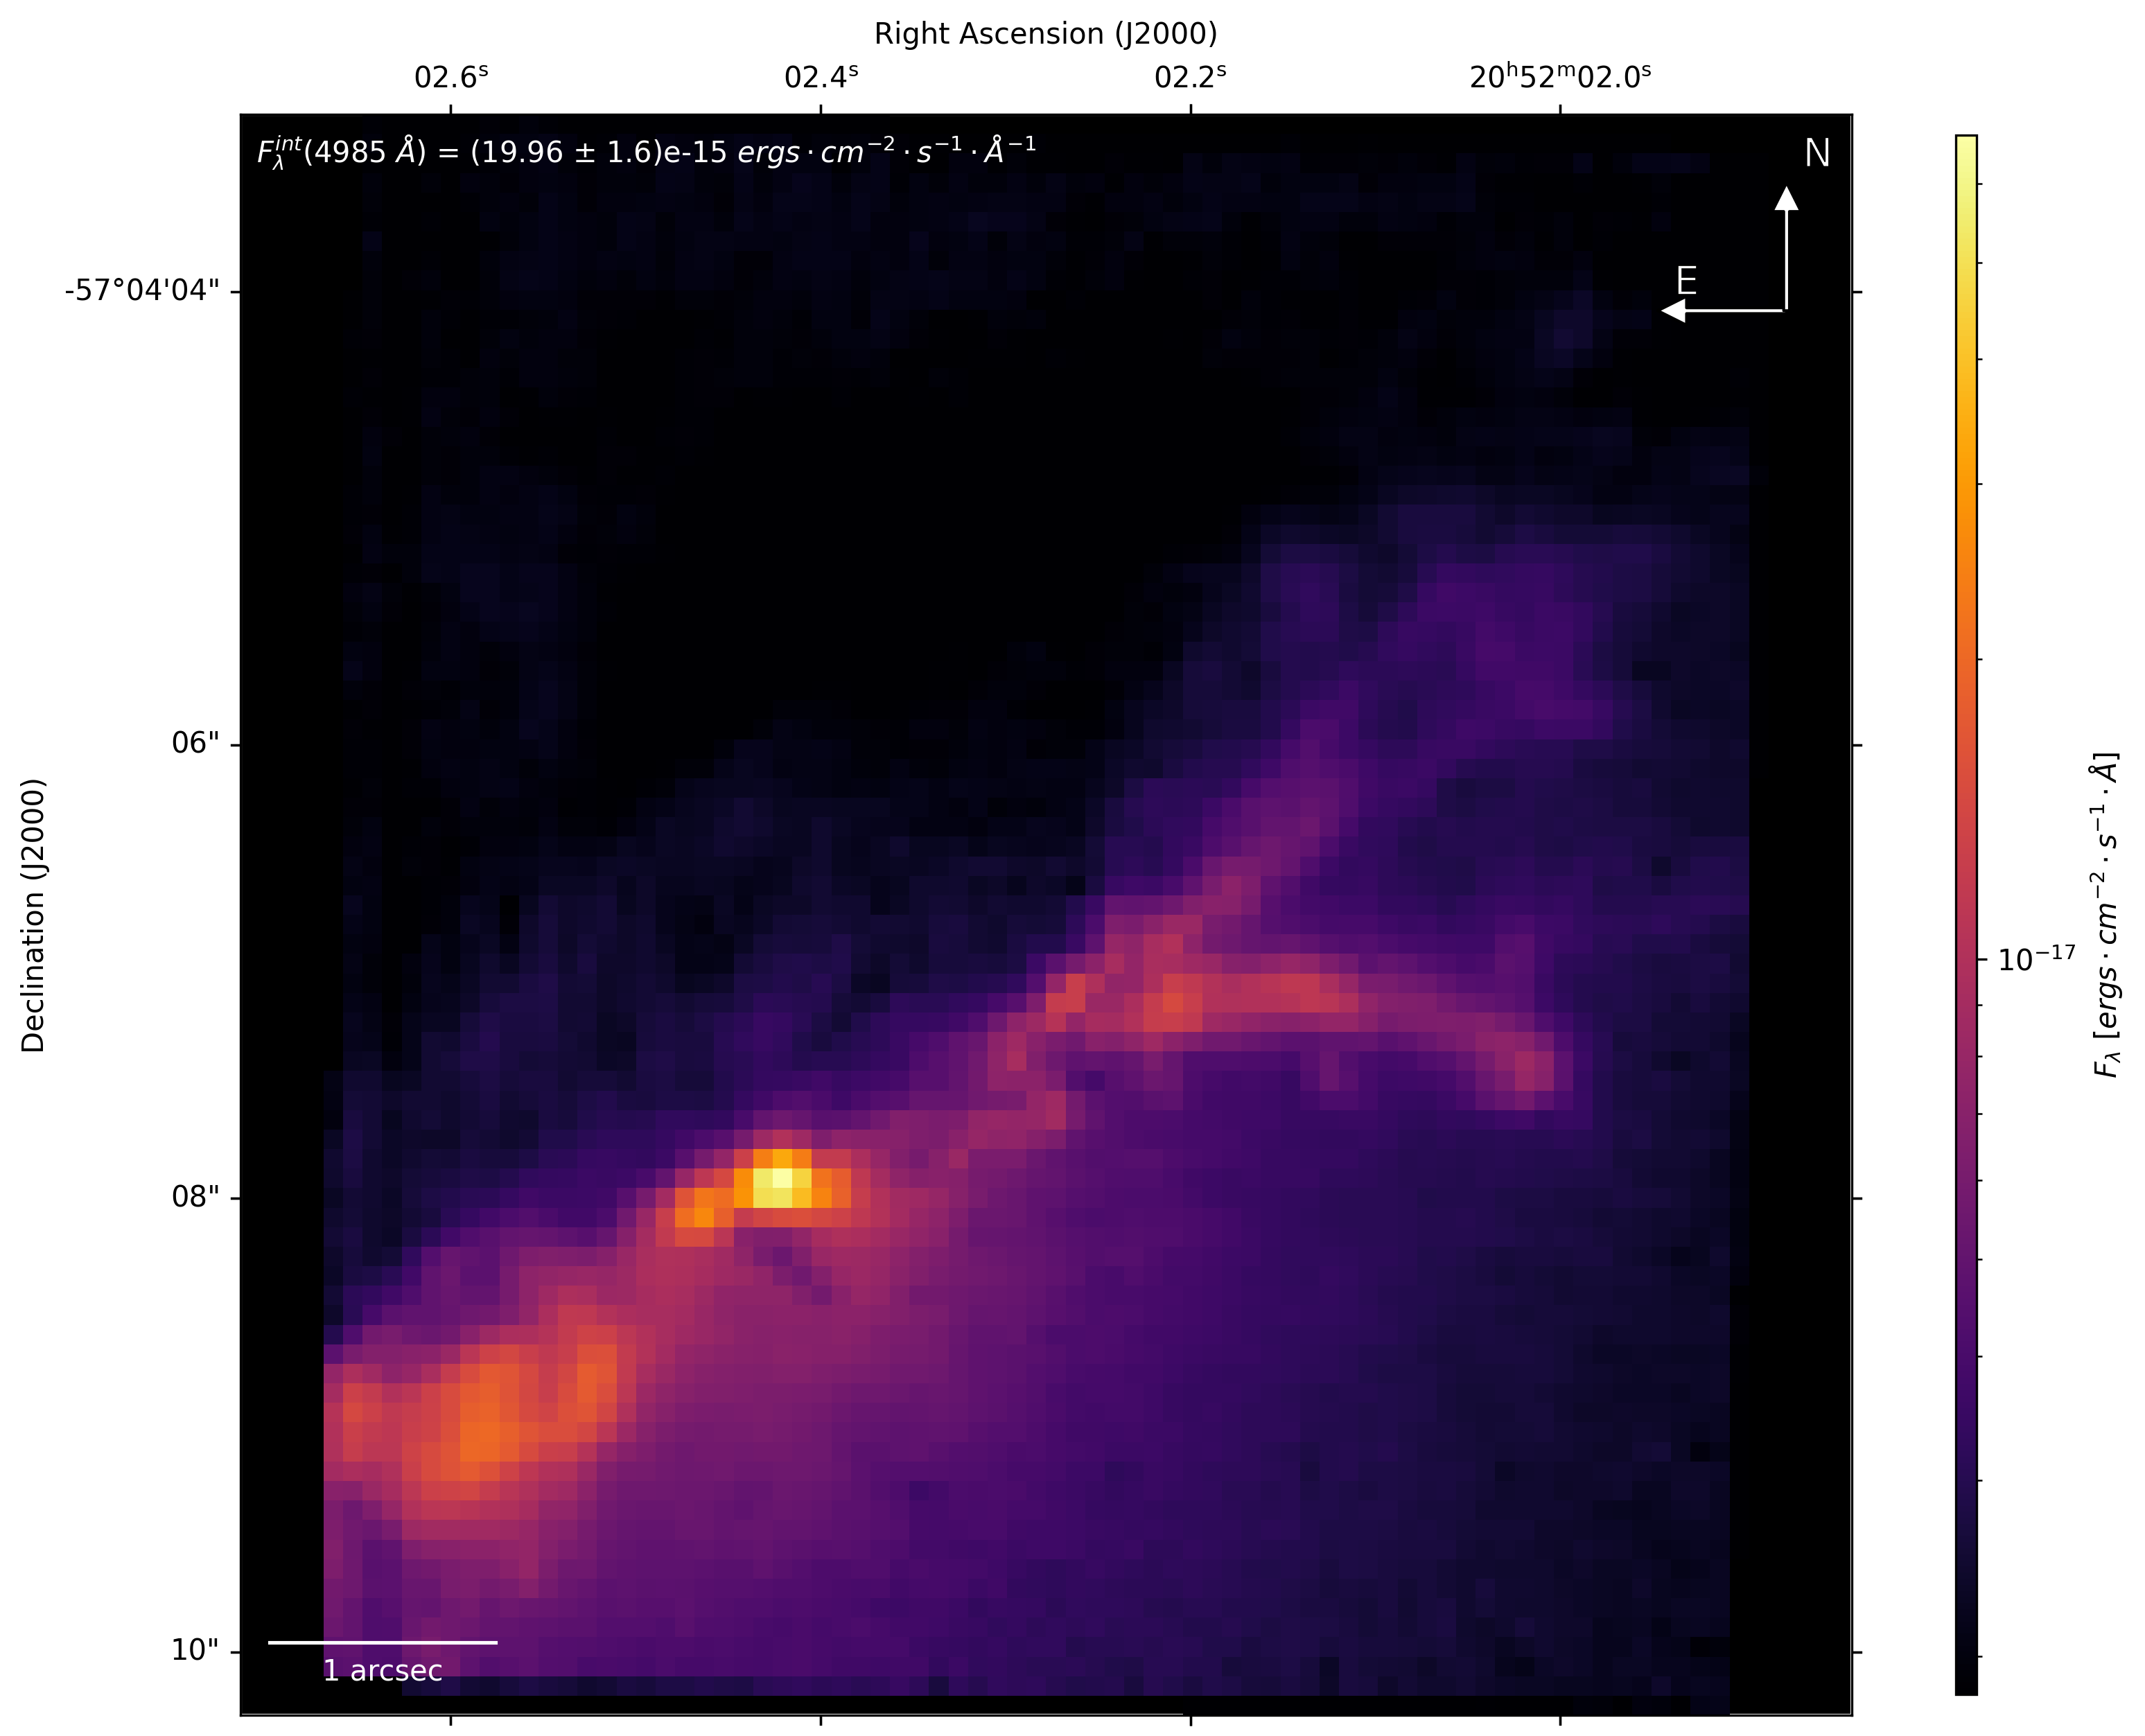 Right Ascension (J2000)
02.6ˢ 02.4ˢ 02.2ˢ 20ʰ52ᵐ02.0ˢ
F_λ^int(4985 Å) = (19.96 ± 1.6)e-15 ergs · cm⁻² · s⁻¹ · Å⁻¹
N
E
-57°04'04"
06"
08"
10"
Declination (J2000)
1 arcsec
10⁻¹⁷
F_λ [ergs · cm⁻² · s⁻¹ · Å]